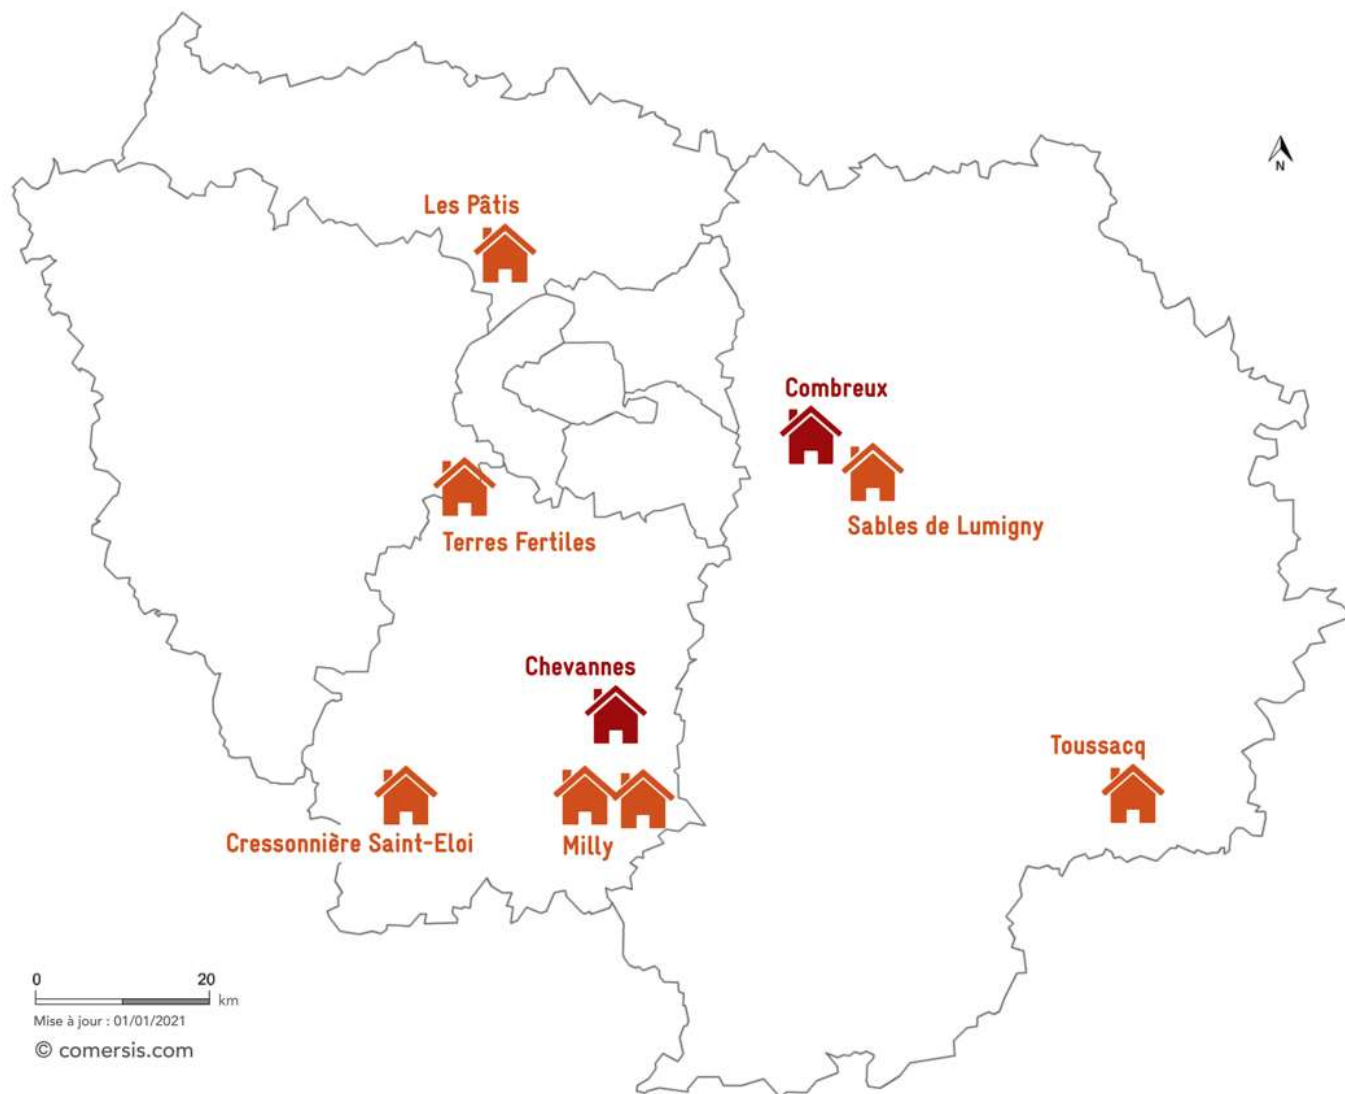 N
Les Pâtis
Combreux
Sables de Lumigny
Terres Fertiles
Chevannes
Toussacq
Cressonnière Saint-Eloi
Milly
0 20
km
Mise à jour : 01/01/2021
© comersis.com